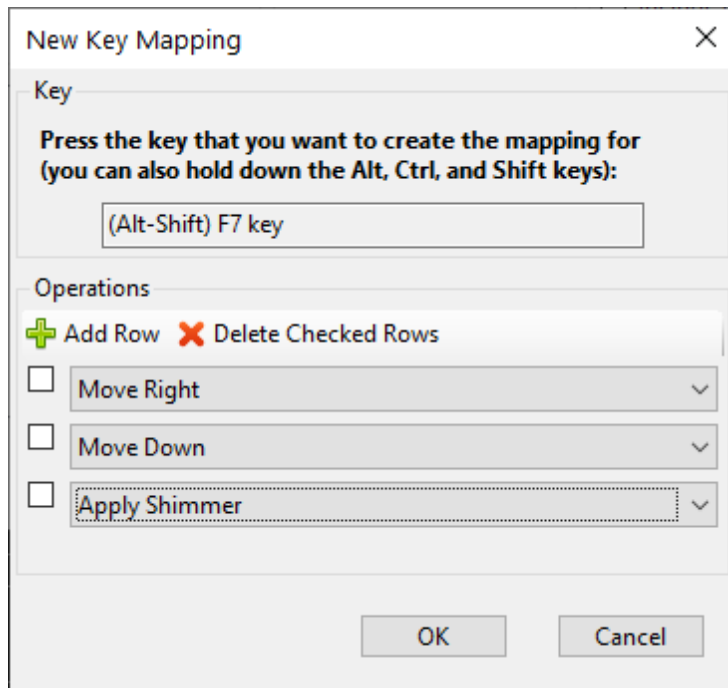 New Key Mapping
Key
Press the key that you want to create the mapping for
(you can also hold down the Alt, Ctrl, and Shift keys):
(Alt-Shift) F7 key
Operations
Add Row Delete Checked Rows
Move Right
Move Down
Apply Shimmer
OK Cancel